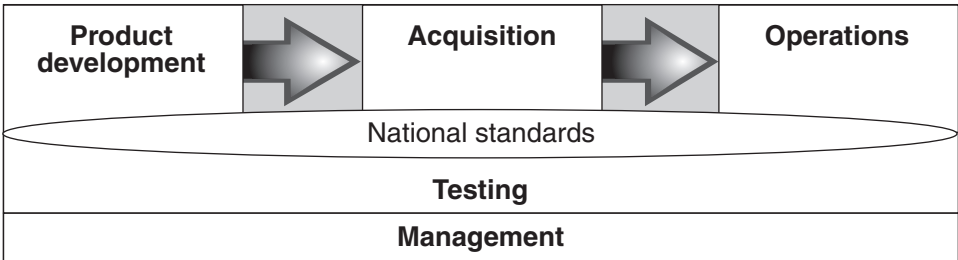 Product
development
Acquisition
Operations
National standards
Testing
Management